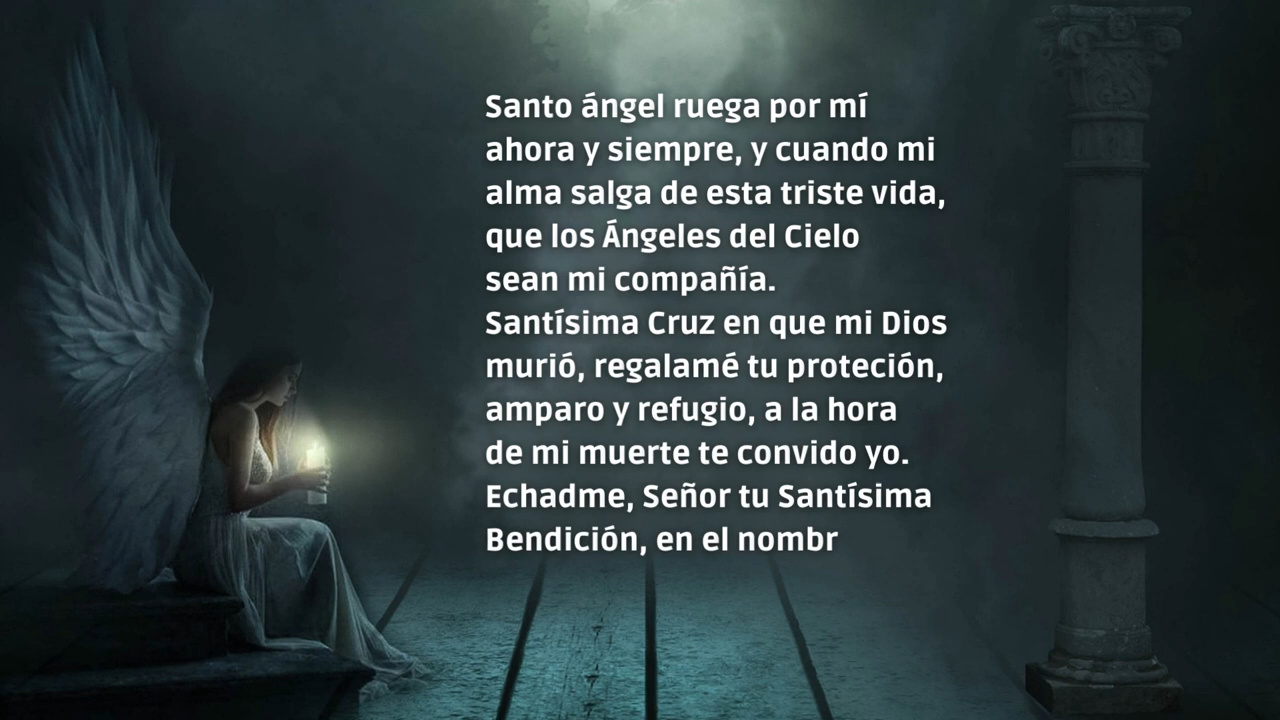 Santo ángel ruega por mí
ahora y siempre, y cuando mi
alma salga de esta triste vida,
que los Ángeles del Cielo
sean mi compañía.
Santísima Cruz en que mi Dios
murió, regalamé tu proteción,
amparo y refugio, a la hora
de mi muerte te convido yo.
Echadme, Señor tu Santísima
Bendición, en el nombr